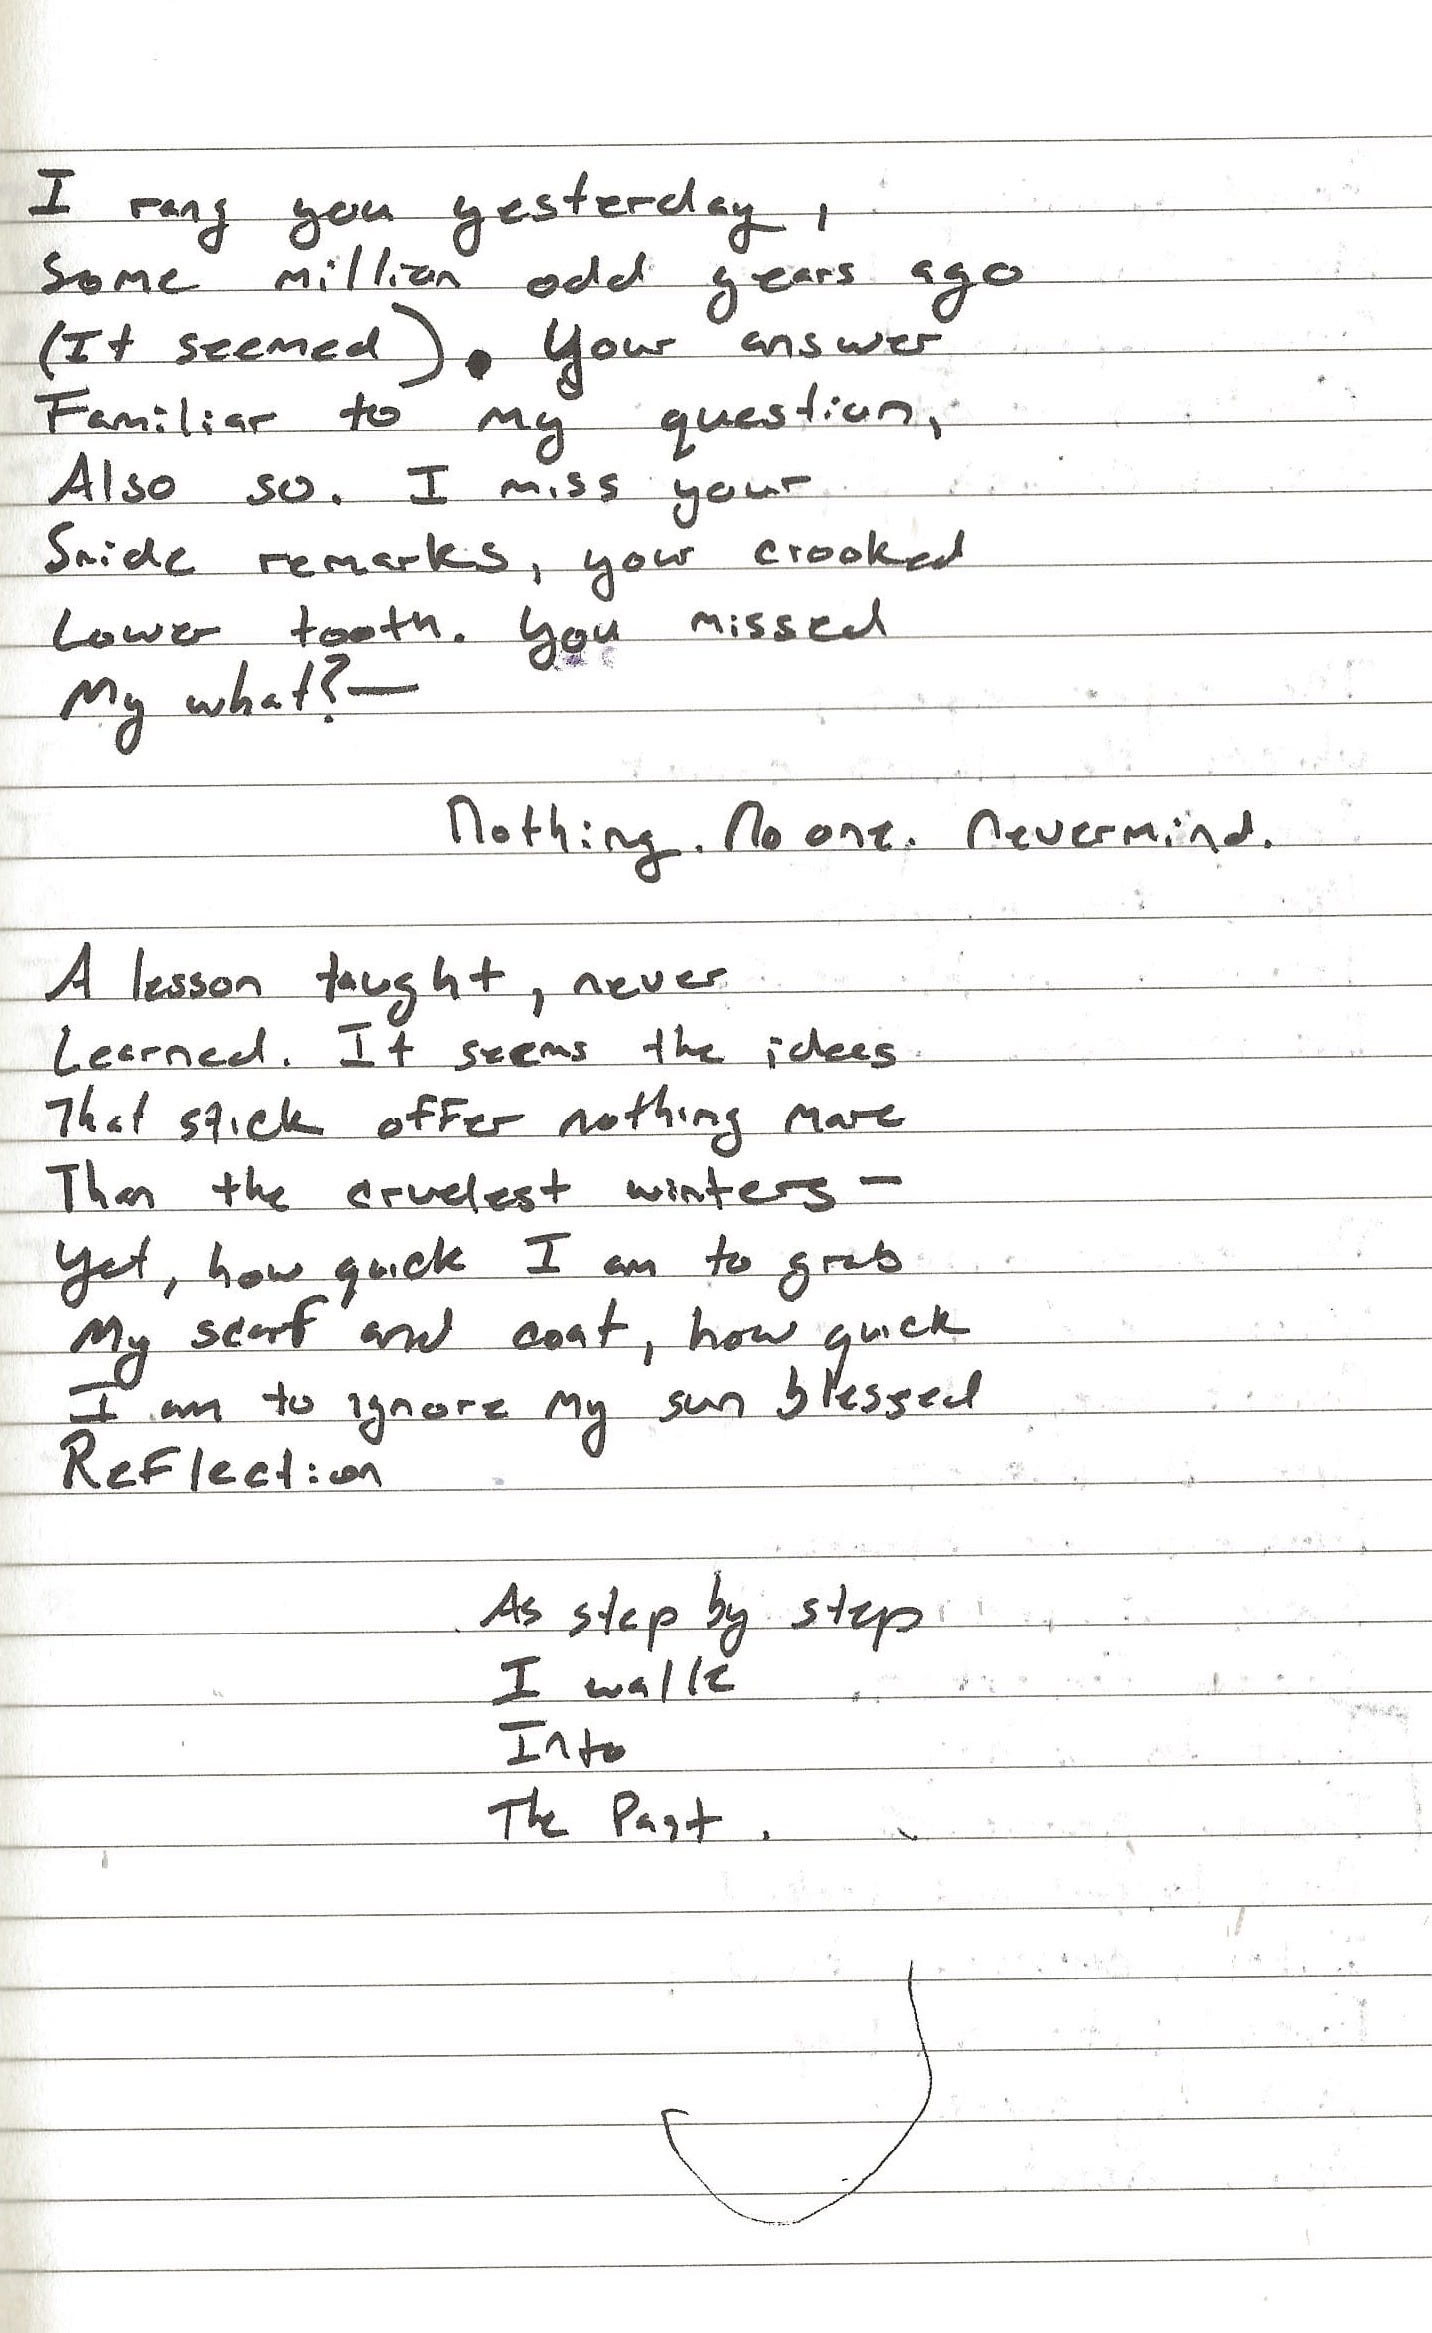 I rang you yesterday,
Some million odd years ago
(It seemed). Your answer
Familiar to my question,
Also so. I miss your
Snide remarks, your crooked
Lower tooth. You missed
My what?—
Nothing. No one. Nevermind.
A lesson taught, never
Learned. It seems the ideas
That stick offer nothing more
Than the cruelest winters—
Yet, how quick I am to grab
My scarf and coat, how quick
I am to ignore my sun blessed
Reflection
As step by step
I walk
Into
The Past.